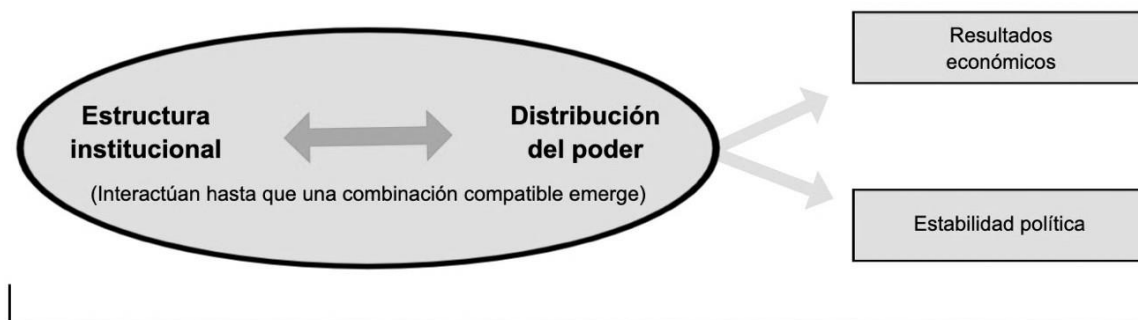 Estructura
institucional
Distribución
del poder
(Interactúan hasta que una combinación compatible emerge)
Resultados
económicos
Estabilidad política